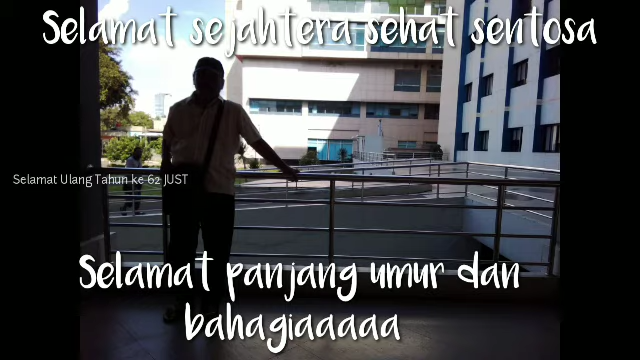 Selamat sejahtera sehat sentosa
Selamat Ulang Tahun ke 62 JUST
Selamat panjang umur dan
bahagiaaaaa